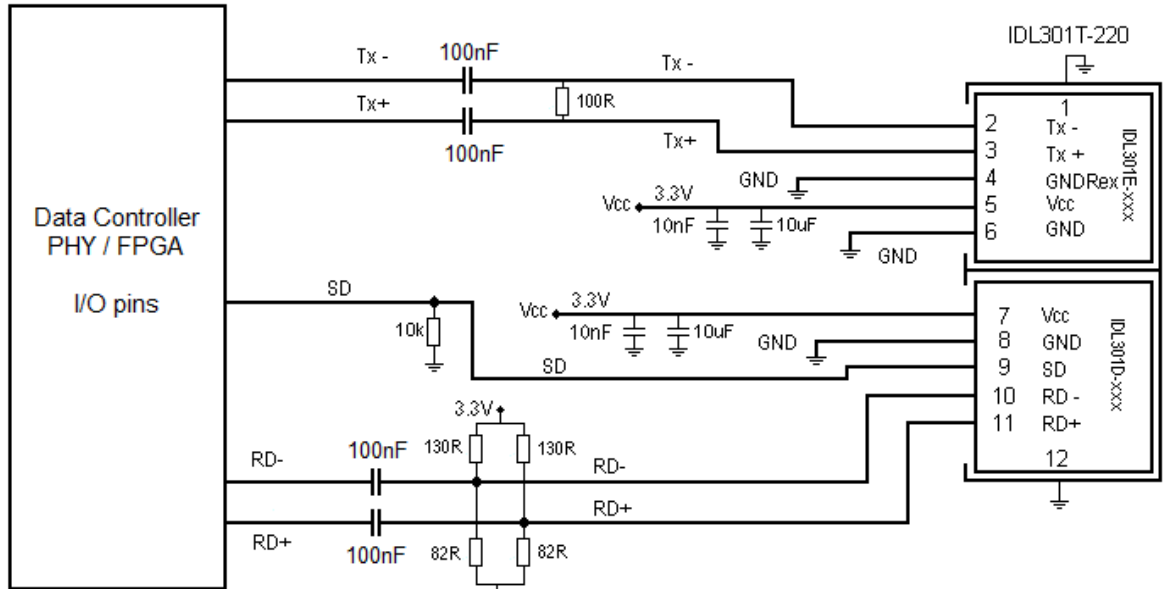 IDL301T-220
Tx -
100nF
Tx -
Tx+
100R
100nF
Tx+
1
2 Tx -
3 Tx +
4 GNDRex
5 Vcc
6 GND
IDL301E-xxx
GND
Vcc 3.3V
10nF 10uF
GND
Data Controller
PHY / FPGA
I/O pins
SD
10k
SD
Vcc 3.3V
10nF 10uF
GND
7 Vcc
8 GND
9 SD
10 RD -
11 RD+
12
IDL301D-xxx
3.3V
130R 130R
RD- 100nF RD-
RD+
RD+ 100nF
82R 82R